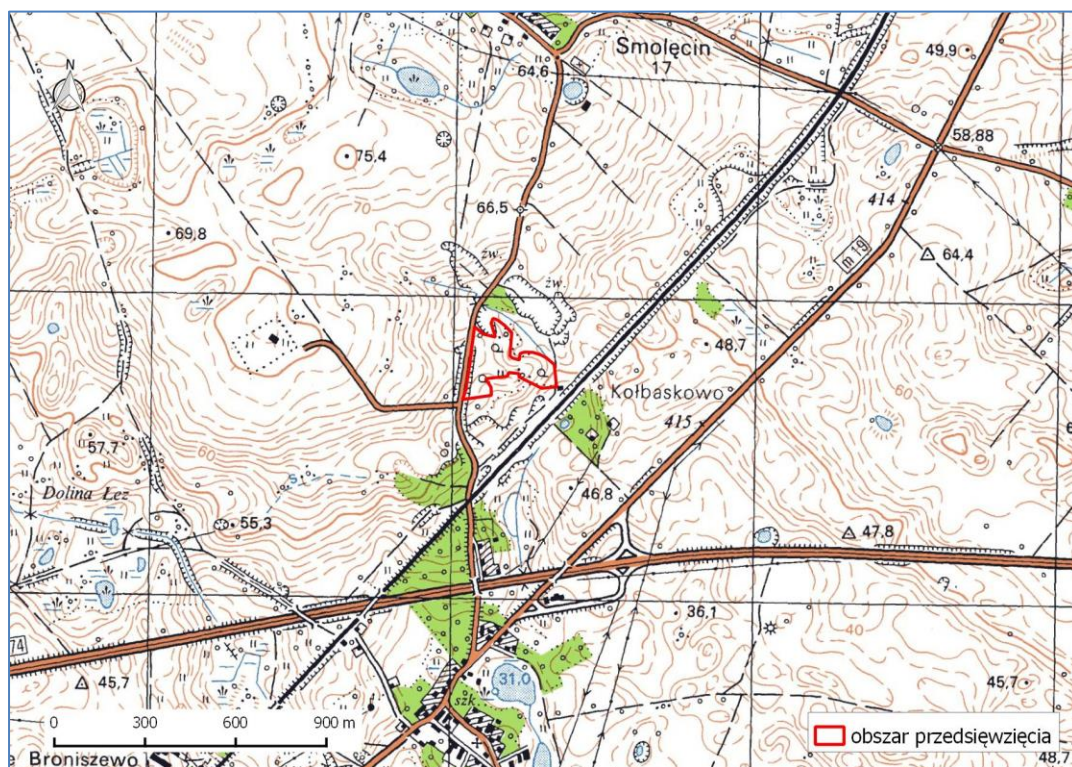 Smolęcin
17
49,9
64,6
N
58,88
75,4
70
414
66,5
m 19
64,4
69,8
żw.
żw.
48,7
Kołbaskowo
60
415
57,7
60
Dolina Łez
46,8
55,3
47,8
36,1
40
74
45,7
31,0
45,7
szk
0 300 600 900 m
obszar przedsięwzięcia
e Broniszewo
48,7